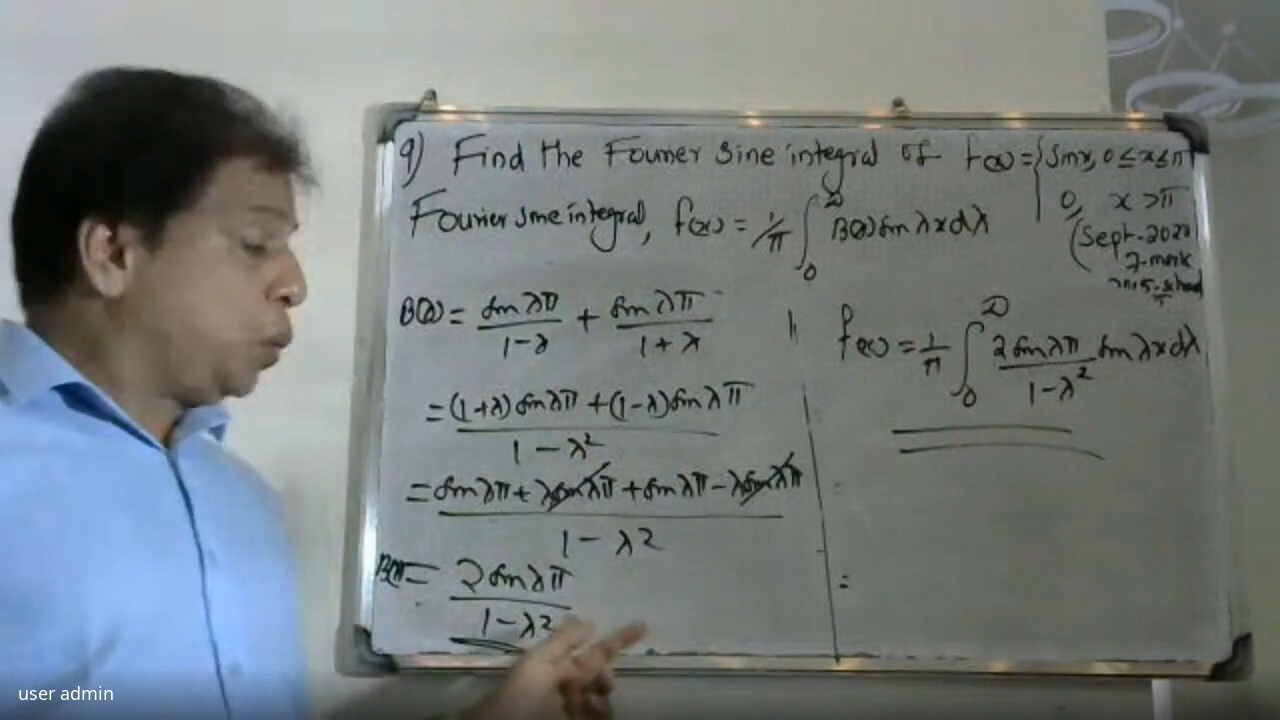 9) Find the Fourier Sine integral of f(x) = { Sinx, 0 ≤ x ≤ π
0, x > π
Fourier sine integral, f(x) = 1/π ∫₀^∞ B(λ) sin λx dλ
(Sept-2020
7-mark
B(λ) = sin λπ / 1-λ + sin λπ / 1+λ
= (1+λ) sin λπ + (1-λ) sin λπ / 1-λ²
= sin λπ + λ sin λπ + sin λπ - λ sin λπ / 1-λ2
B(λ) = 2 sin λπ / 1-λ2
f(x) = 1/π ∫₀^∞ 2 sin λπ / 1-λ² sin λx dλ
=
user admin